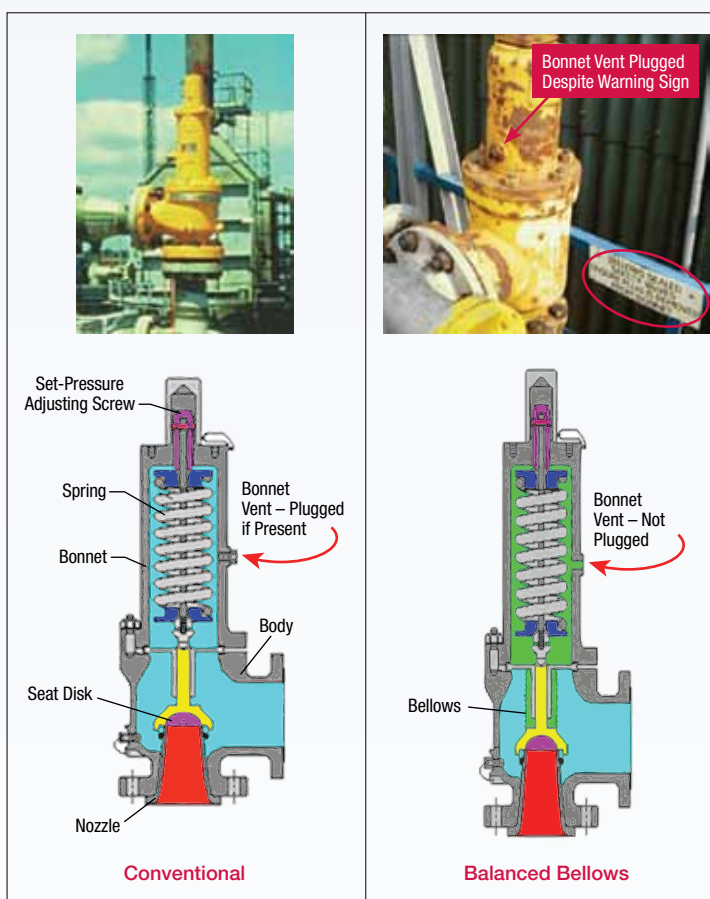 Bonnet Vent Plugged
Despite Warning Sign
Set-Pressure
Adjusting Screw
Spring
Bonnet
Bonnet
Vent – Plugged
if Present
Body
Seat Disk
Nozzle
Conventional
Bonnet
Vent – Not
Plugged
Bellows
Balanced Bellows